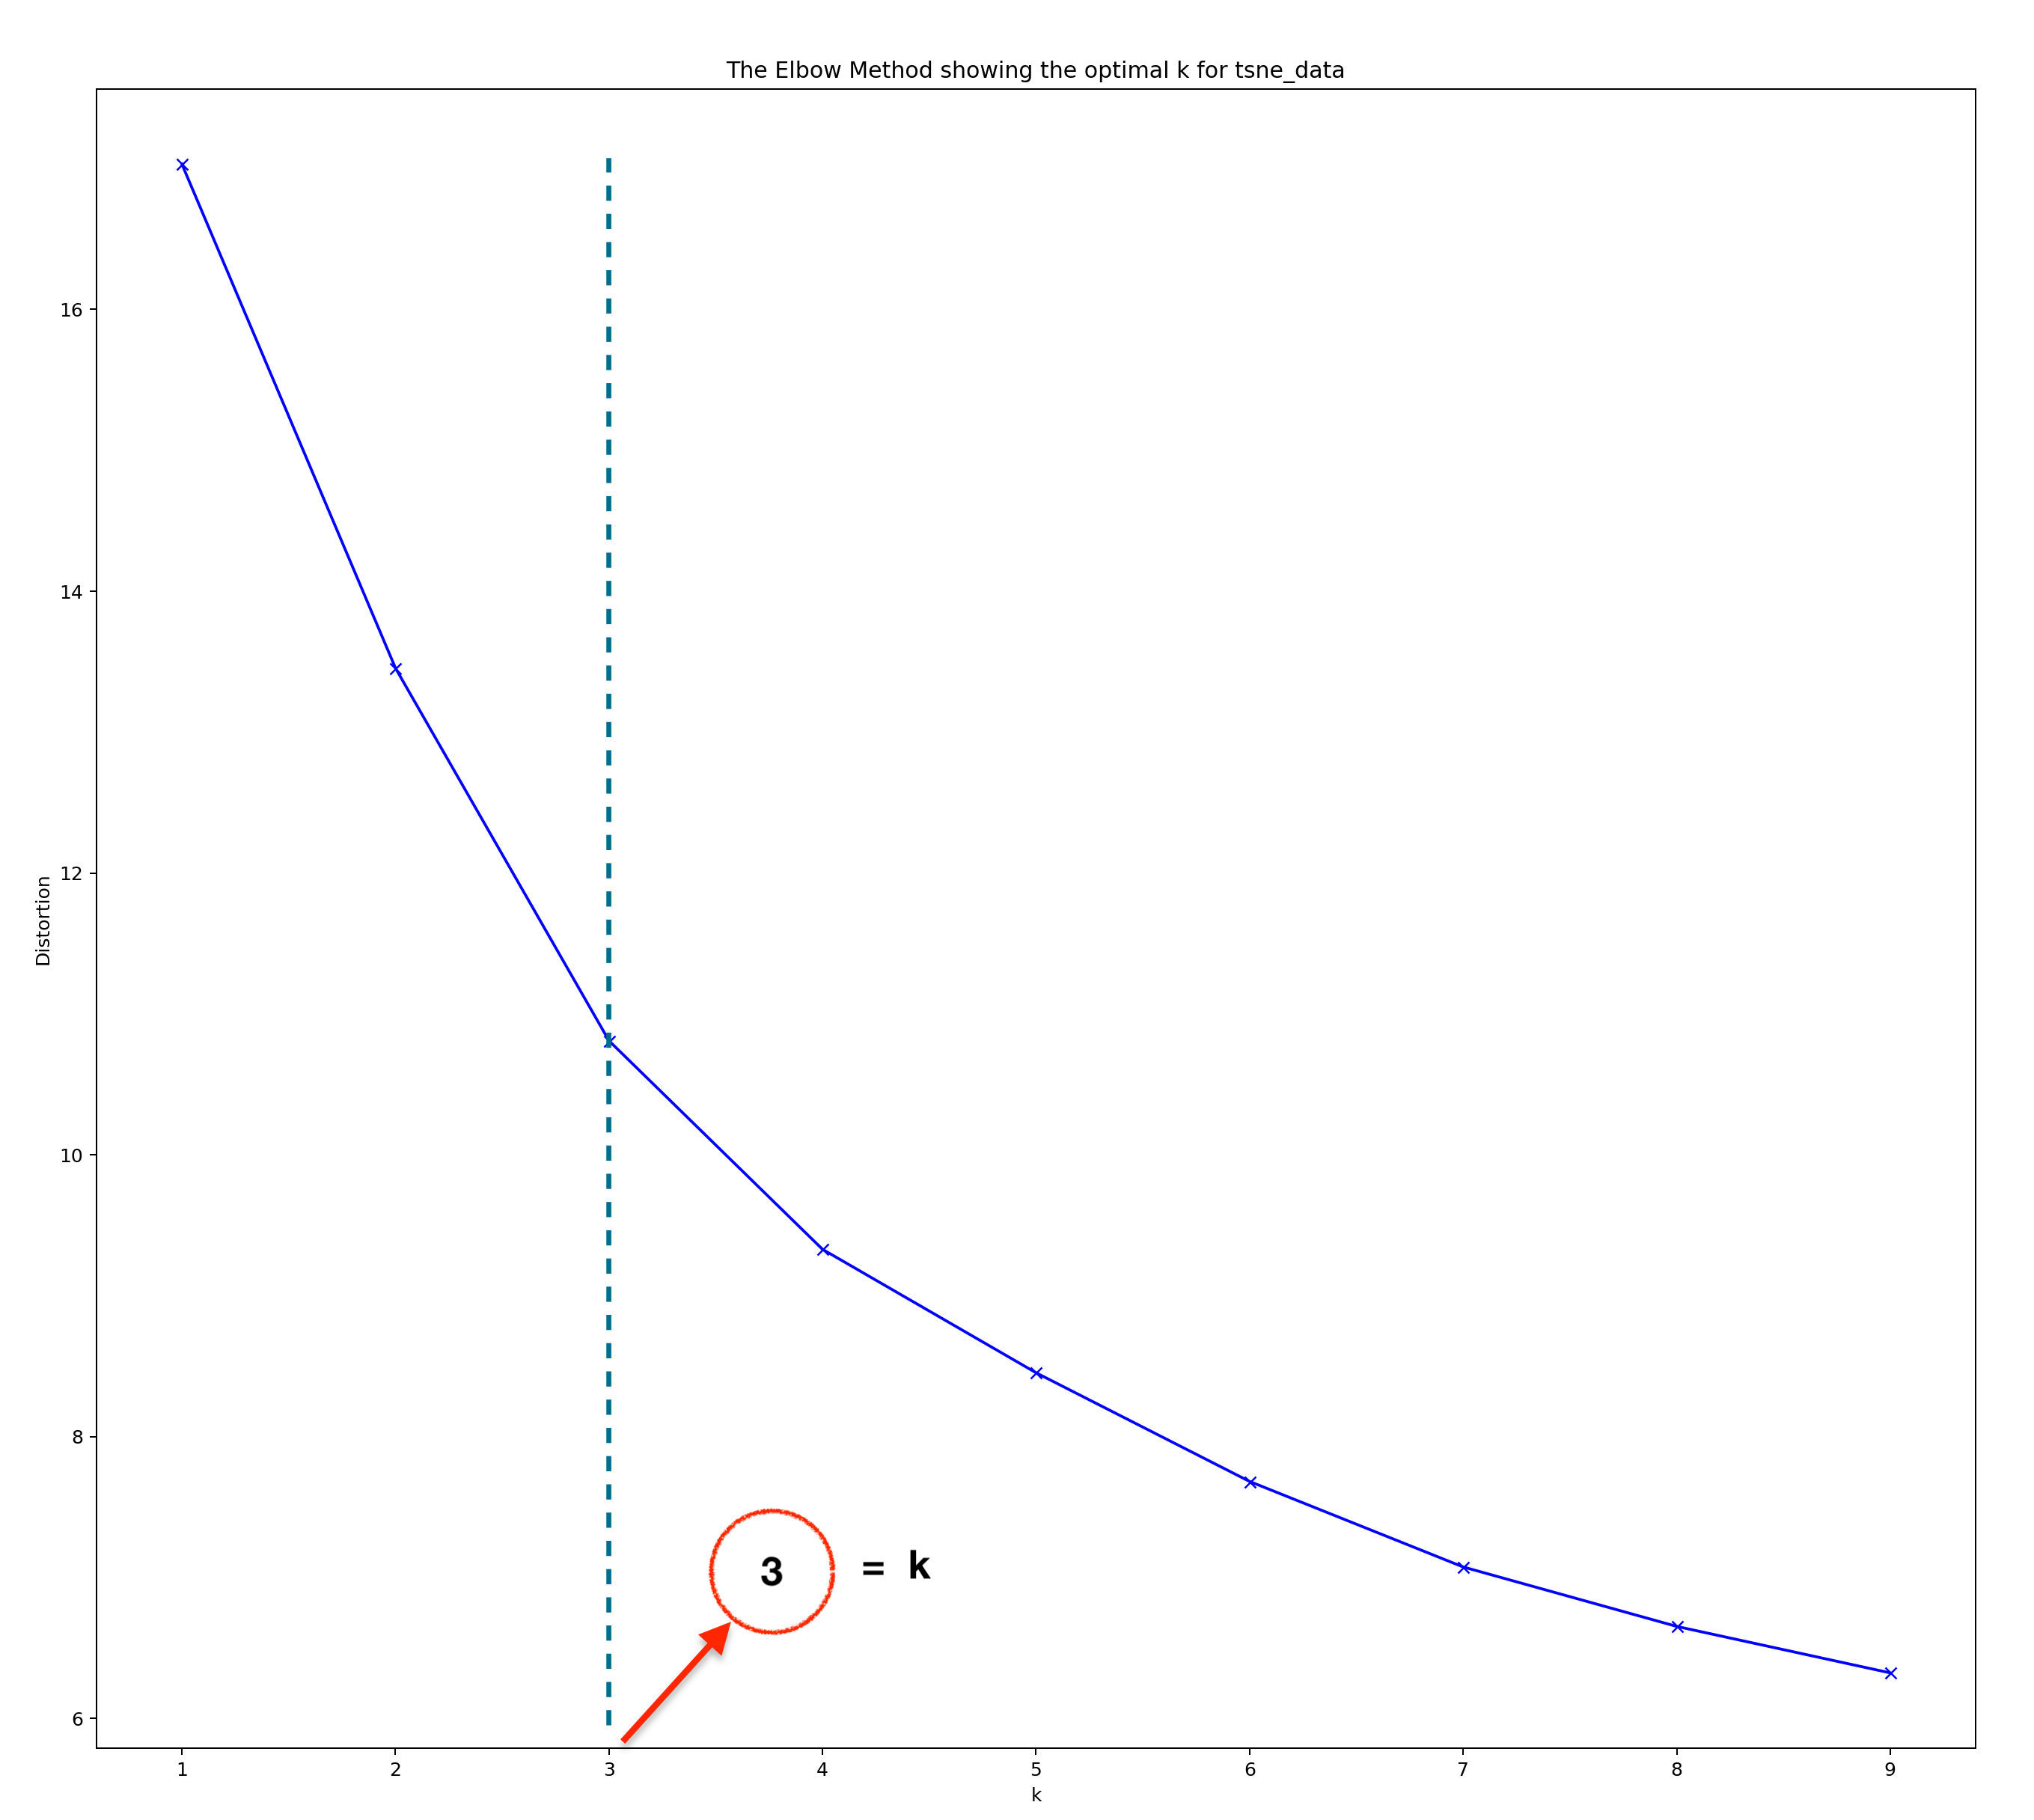 The Elbow Method showing the optimal k for tsne_data
16
14
12
10
8
6
Distortion
3 = k
1 2 3 4 5 6 7 8 9
k